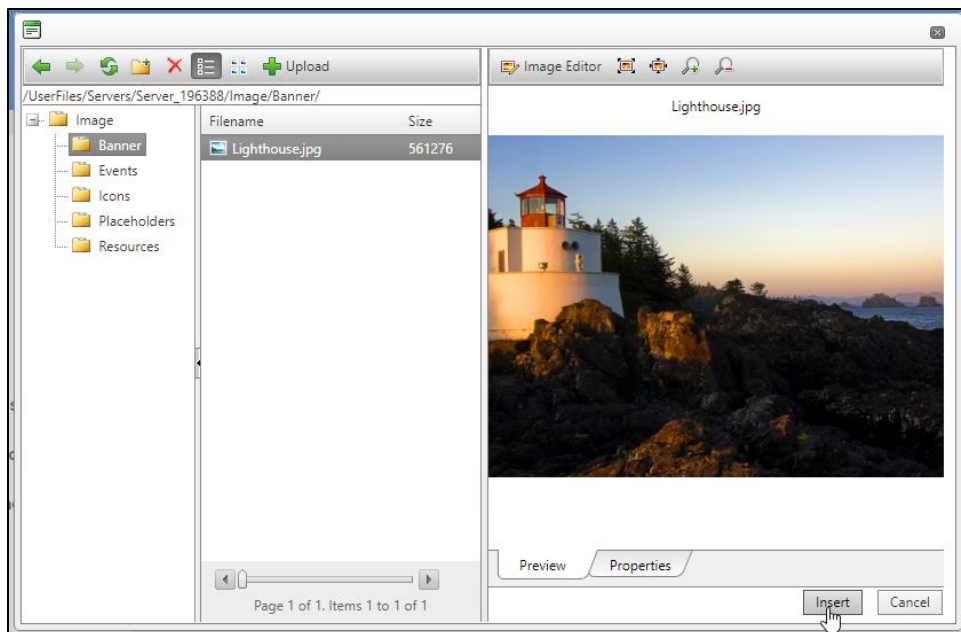 Upload
/UserFiles/Servers/Server_196388/Image/Banner/
Image
Banner
Events
Icons
Placeholders
Resources
Filename Size
Lighthouse.jpg 561276
Page 1 of 1. Items 1 to 1 of 1
Image Editor
Lighthouse.jpg
Preview Properties
Insert Cancel